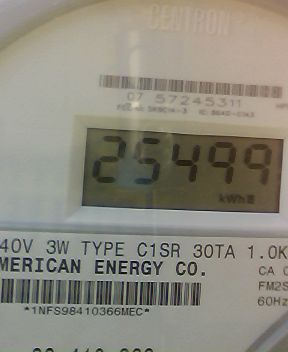 CENTRON
07 57245311
25499
kWh
40V 3W TYPE C1SR 30TA 1.0K
MERICAN ENERGY CO.
CA 0
FM2S
60Hz
*1NFS98410366MEC*